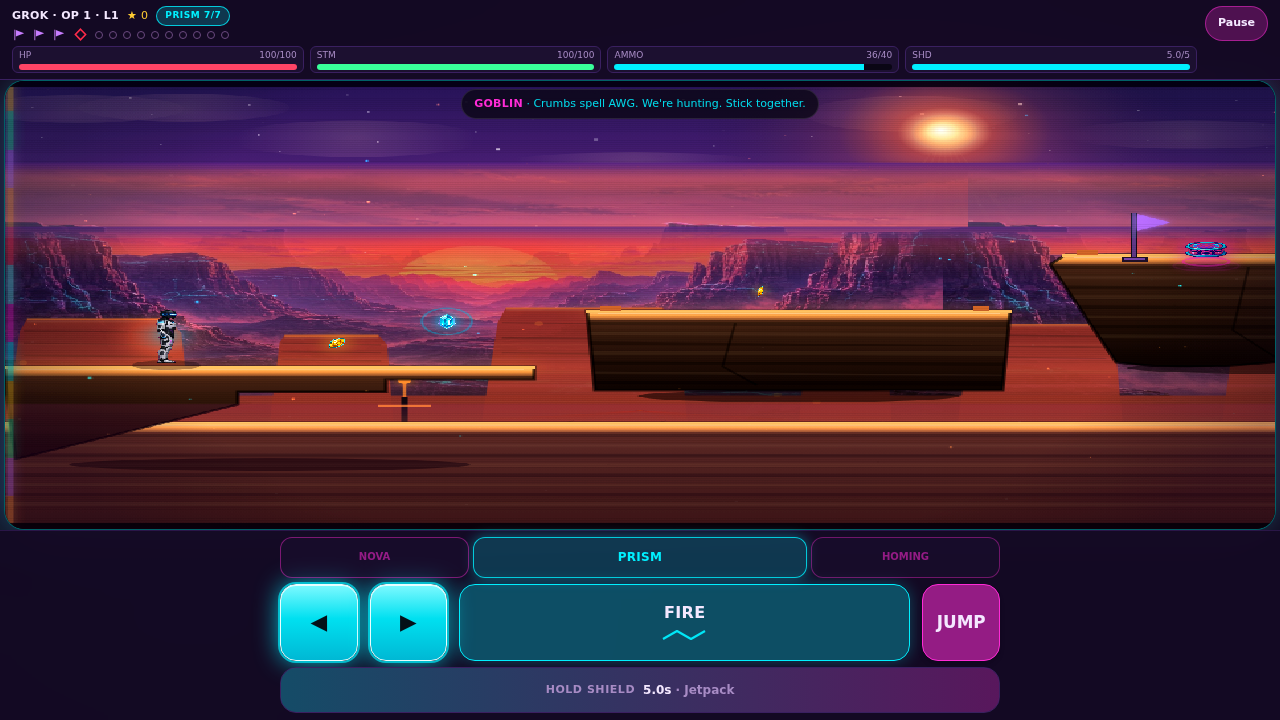 GROK · OP 1 · L1 ★ 0 PRISM 7/7
Pause
HP 100/100
STM 100/100
AMMO 36/40
SHD 5.0/5
GOBLIN · Crumbs spell AWG. We're hunting. Stick together.
NOVA
PRISM
HOMING
◀
▶
FIRE
JUMP
HOLD SHIELD 5.0s · Jetpack